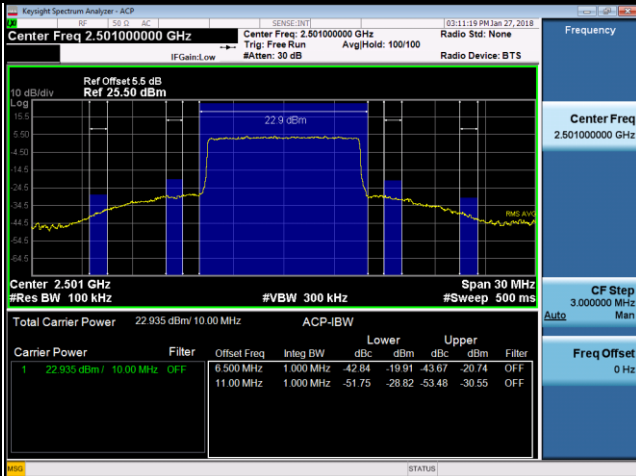 Keysight Spectrum Analyzer - ACP
RF 50 Ω AC SENSE:INT 03:11:19 PM Jan 27, 2018
Center Freq 2.501000000 GHz
Center Freq: 2.501000000 GHz
Radio Std: None
Trig: Free Run Avg|Hold: 100/100
IFGain:Low #Atten: 30 dB Radio Device: BTS
Ref Offset 5.5 dB
10 dB/div Ref 25.50 dBm
Log
15.5
5.50
-4.50
-14.5
-24.5
-34.5
-44.5
-54.5
-64.5
22.9 dBm
RMS AVG
Center 2.501 GHz Span 30 MHz
#Res BW 100 kHz #VBW 300 kHz #Sweep 500 ms
Total Carrier Power 22.935 dBm/ 10.00 MHz ACP-IBW
Lower Upper
Carrier Power Filter Offset Freq Integ BW dBc dBm dBc dBm Filter
1 22.935 dBm / 10.00 MHz OFF 6.500 MHz 1.000 MHz -42.84 -19.91 -43.67 -20.74 OFF
11.00 MHz 1.000 MHz -51.75 -28.82 -53.48 -30.55 OFF
MSG STATUS
Frequency
Center Freq
2.501000000 GHz
CF Step
3.000000 MHz
Auto Man
Freq Offset
0 Hz